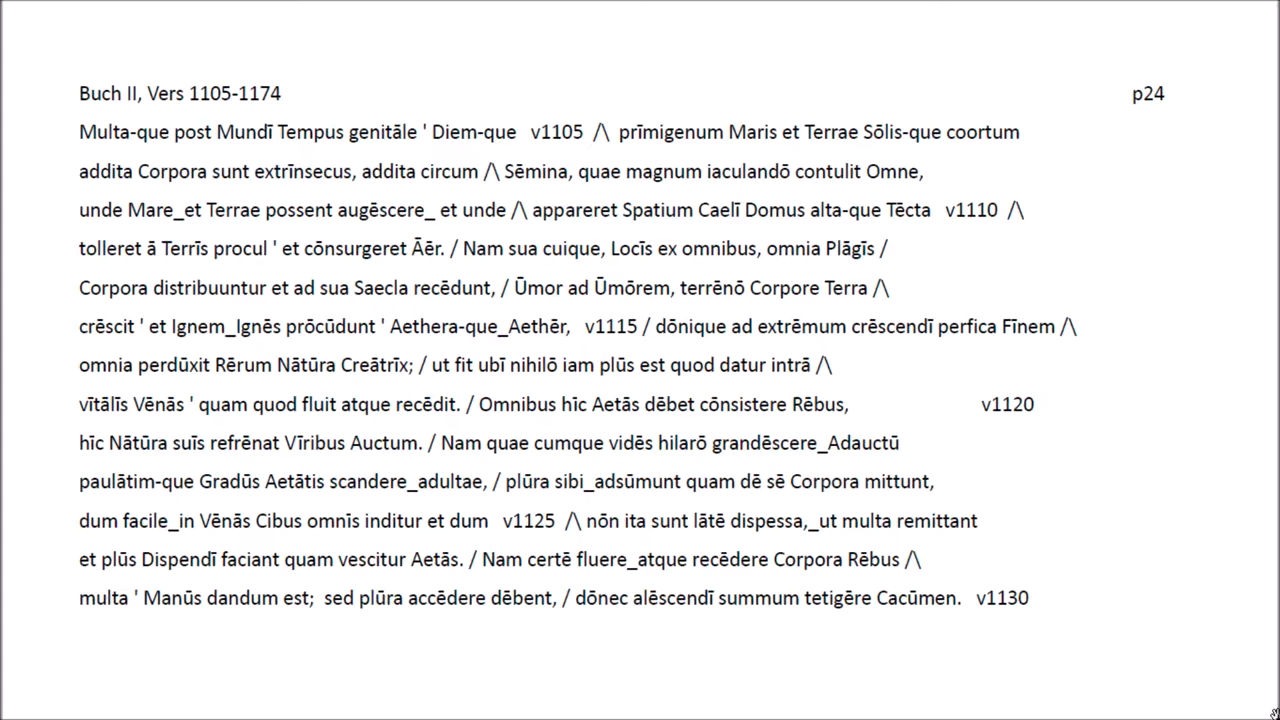 Buch II, Vers 1105-1174 p24
Multa-que post Mundī Tempus genitāle ' Diem-que v1105 /\ prīmigenum Maris et Terrae Sōlis-que coortum
addita Corpora sunt extrīnsecus, addita circum /\ Sēmina, quae magnum iaculandō contulit Omne,
unde Mare_et Terrae possent augēscere_ et unde /\ appareret Spatium Caelī Domus alta-que Tēcta v1110 /\
tolleret ā Terrīs procul ' et cōnsurgeret Āēr. / Nam sua cuique, Locīs ex omnibus, omnia Plāgīs /
Corpora distribuuntur et ad sua Saecla recēdunt, / Ūmor ad Ūmōrem, terrēnō Corpore Terra /\
crēscit ' et Ignem_Ignēs prōcūdunt ' Aethera-que_Aethēr, v1115 / dōnique ad extrēmum crēscendī perfica Fīnem /\
omnia perdūxit Rērum Nātūra Creātrīx; / ut fit ubī nihilō iam plūs est quod datur intrā /\
vītālīs Vēnās ' quam quod fluit atque recēdit. / Omnibus hīc Aetās dēbet cōnsistere Rēbus, v1120
hīc Nātūra suīs refrēnat Vīribus Auctum. / Nam quae cumque vidēs hilarō grandēscere_Adauctū
paulātim-que Gradūs Aetātis scandere_adultae, / plūra sibi_adsūmunt quam dē sē Corpora mittunt,
dum facile_in Vēnās Cibus omnīs inditur et dum v1125 /\ nōn ita sunt lātē dispessa,_ut multa remittant
et plūs Dispendī faciant quam vescitur Aetās. / Nam certē fluere_atque recēdere Corpora Rēbus /\
multa ' Manūs dandum est; sed plūra accēdere dēbent, / dōnec alēscendī summum tetigēre Cacūmen. v1130